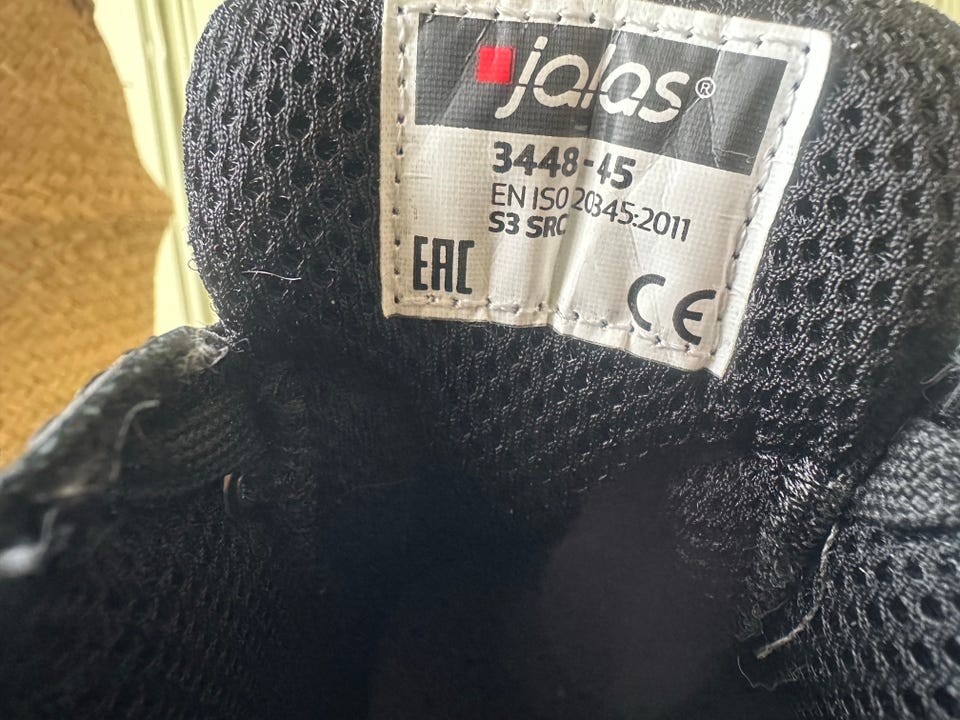 jalas®
3448-45
EN ISO 20345:2011
S3 SRC
EAC
CE